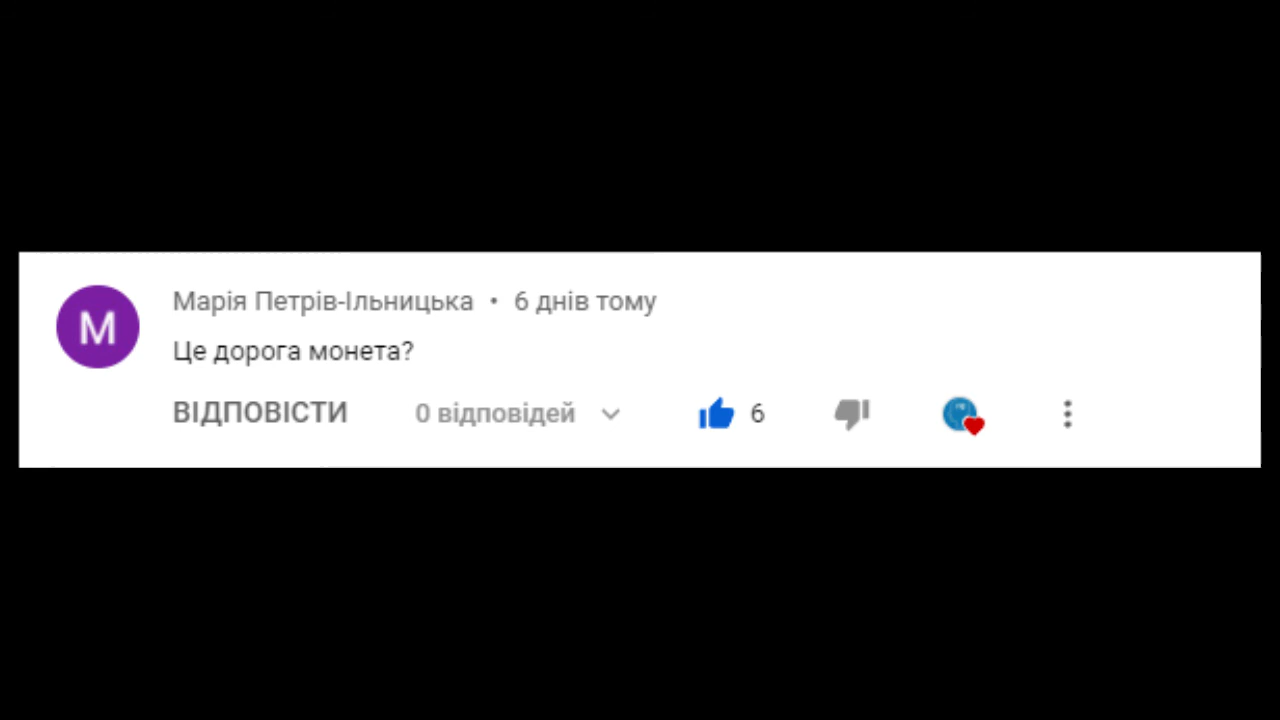 М
Марія Петрів-Ільницька • 6 днів тому
Це дорога монета?
ВІДПОВІСТИ 0 відповідей 6